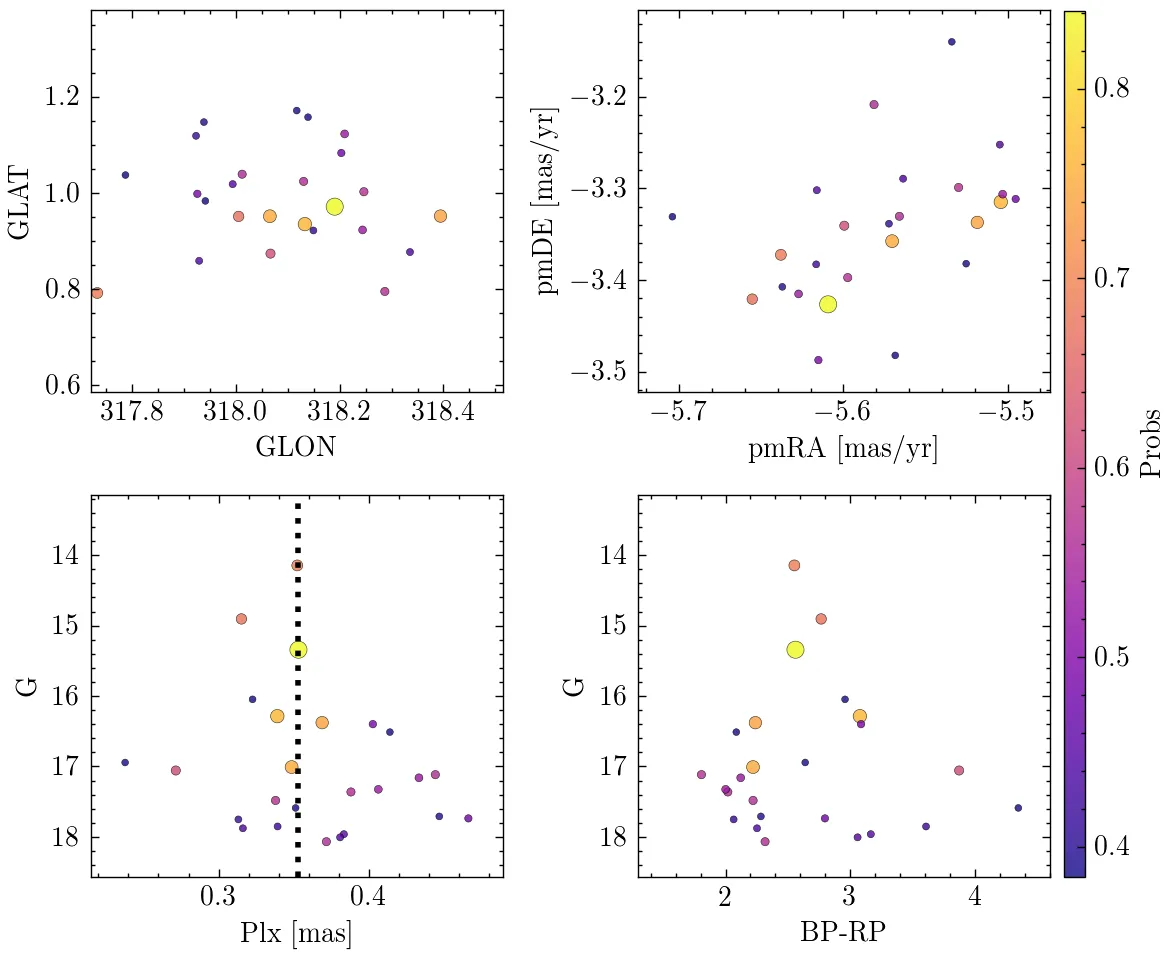 GLAT
1.2
1.0
0.8
0.6
317.8 318.0 318.2 318.4
GLON
pmDE [mas/yr]
−3.2
−3.3
−3.4
−3.5
−5.7 −5.6 −5.5
pmRA [mas/yr]
G
14
15
16
17
18
0.3 0.4
Plx [mas]
G
14
15
16
17
18
2 3 4
BP-RP
0.8
0.7
0.6
0.5
0.4
Probs